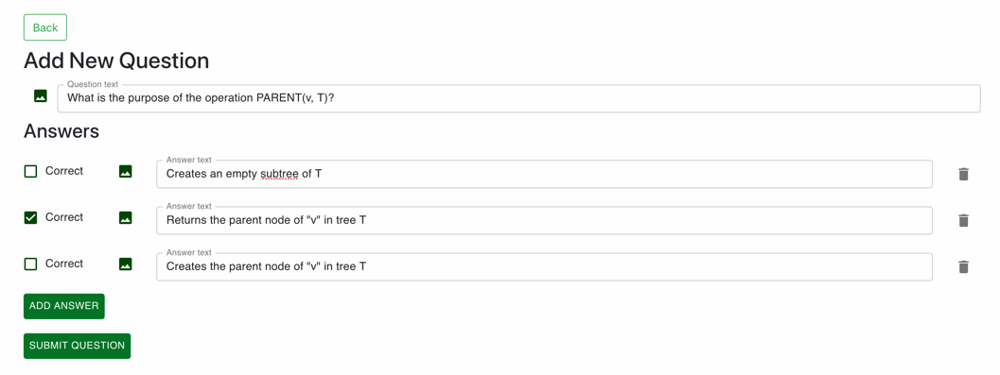 Back
Add New Question
Question text
What is the purpose of the operation PARENT(v, T)?
Answers
Correct
Answer text
Creates an empty subtree of T
Correct
Answer text
Returns the parent node of "v" in tree T
Correct
Answer text
Creates the parent node of "v" in tree T
ADD ANSWER
SUBMIT QUESTION